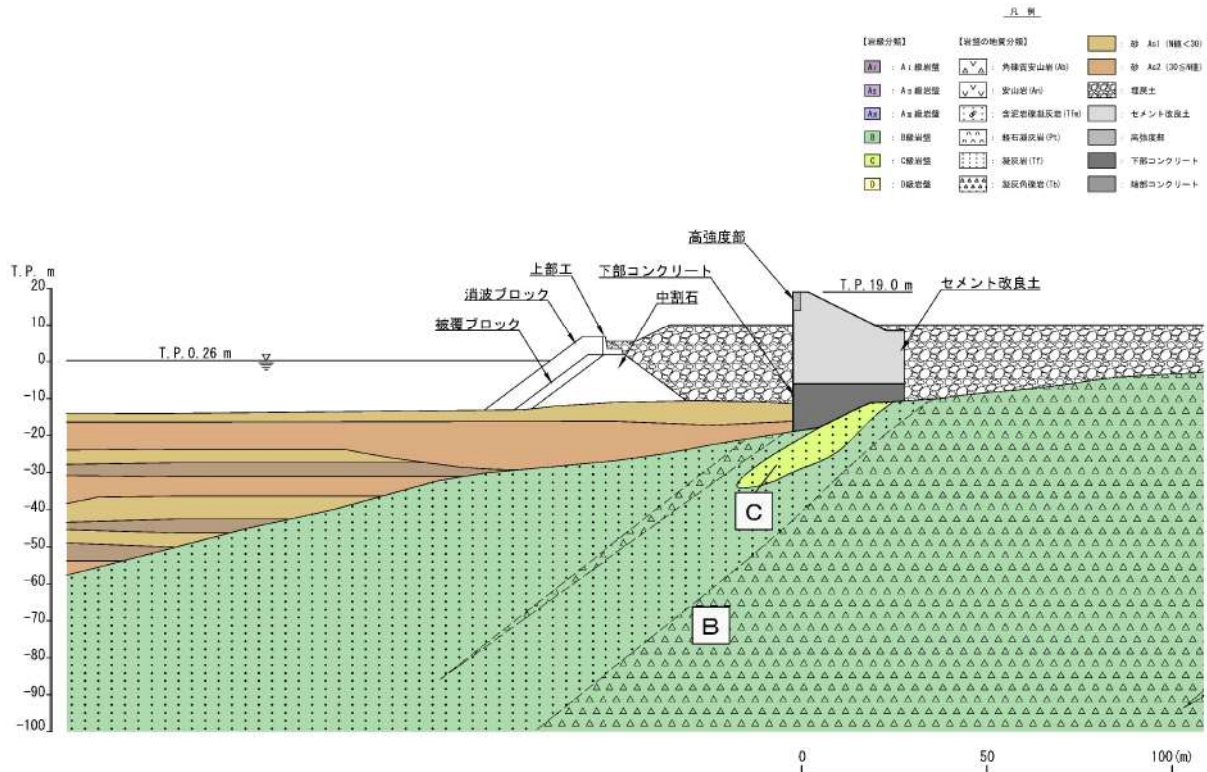 凡 例
【岩級分類】
A1 : A1級岩盤
A2 : A2級岩盤
A3 : A3級岩盤
B : B級岩盤
C : C級岩盤
D : D級岩盤
【岩盤の地質分類】
: 角礫質安山岩(Ab)
: 安山岩(An)
: 含泥岩礫凝灰岩(TFm)
: 軽石凝灰岩(Pt)
: 凝灰岩(Tf)
: 凝灰角礫岩(Tb)
: 砂 As1 (N値<30)
: 砂 As2 (30≦N値)
: 埋戻土
: セメント改良土
: 高強度部
: 下部コンクリート
: 端部コンクリート
高強度部
上部工
下部コンクリート
T.P.19.0 m
セメント改良土
消波ブロック
中割石
被覆ブロック
T.P. m
T.P.0.26 m
20
10
0
-10
-20
-30
-40
-50
-60
-70
-80
-90
-100
C
B
0 50 100(m)